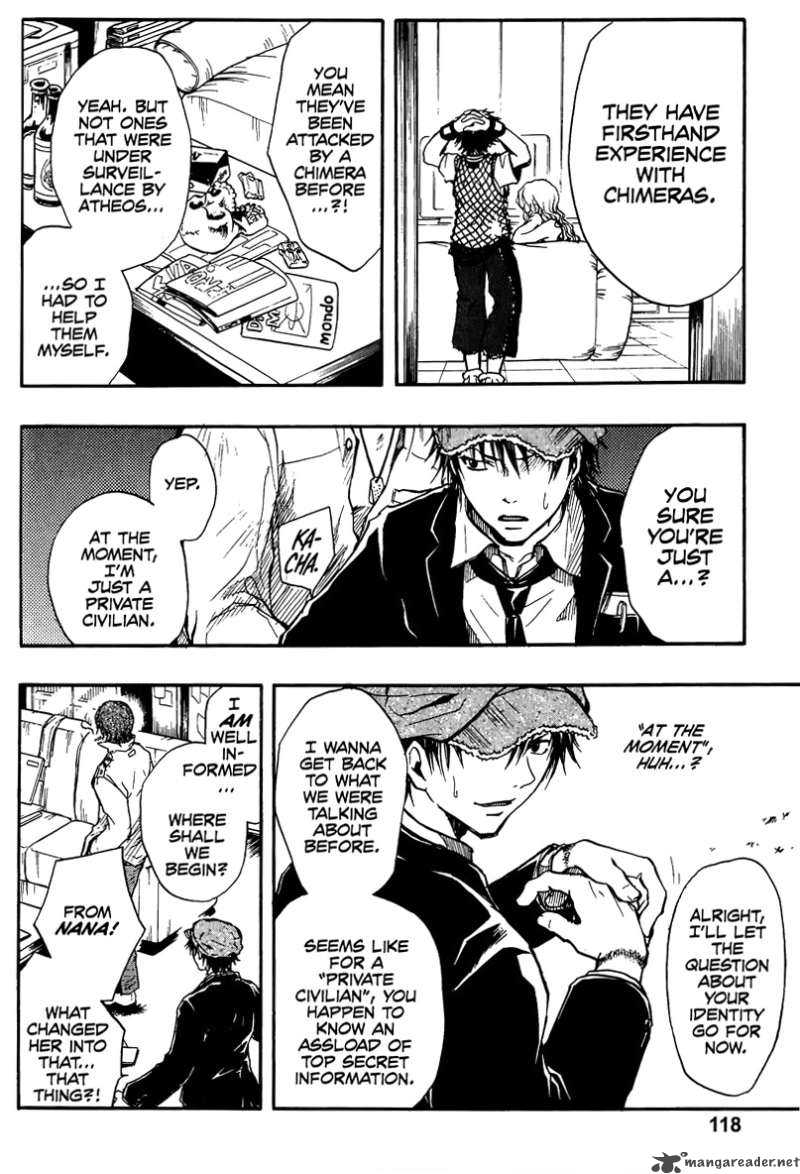 THEY HAVE
FIRSTHAND
EXPERIENCE
WITH
CHIMERAS.
YOU
MEAN
THEY'VE
BEEN
ATTACKED
BY A
CHIMERA
BEFORE
...?!
YEAH. BUT
NOT ONES
THAT WERE
UNDER
SURVEIL-
LANCE BY
ATHEOS...
...SO I
HAD TO
HELP
THEM
MYSELF.
mondo
YOU
SURE
YOU'RE
JUST
A...?
KA-
CHA.
YEP.
AT THE
MOMENT,
I'M
JUST A
PRIVATE
CIVILIAN.
"AT THE
MOMENT",
HUH...?
ALRIGHT,
I'LL LET
THE
QUESTION
ABOUT
YOUR
IDENTITY
GO FOR
NOW.
I WANNA
GET BACK
TO WHAT
WE WERE
TALKING
ABOUT
BEFORE.
SEEMS LIKE
FOR A
"PRIVATE
CIVILIAN", YOU
HAPPEN TO
KNOW AN
ASSLOAD OF
TOP SECRET
INFORMATION.
I
AM
WELL
IN-
FORMED
...
WHERE
SHALL
WE
BEGIN?
FROM
NANA!
WHAT
CHANGED
HER INTO
THAT...
THAT
THING?!
118
mangareader.net